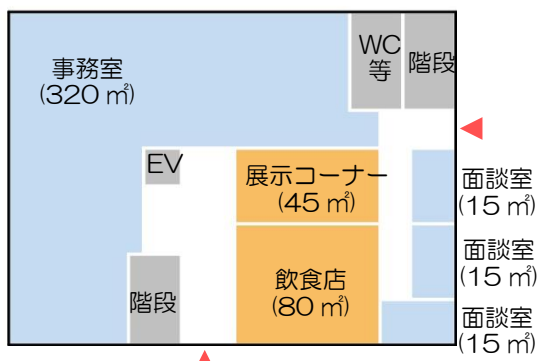 事務室
(320 ㎡)
WC
等
階段
EV
展示コーナー
(45 ㎡)
面談室
(15 ㎡)
面談室
(15 ㎡)
階段
飲食店
(80 ㎡)
面談室
(15 ㎡)